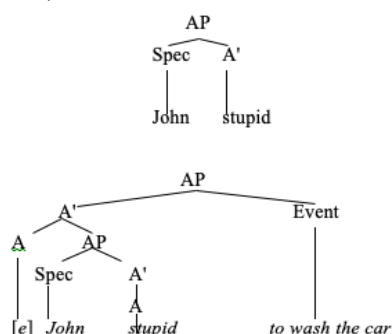 AP
Spec A'
John stupid
AP
A' Event
A AP
Spec A'
A
[e] John stupid to wash the car